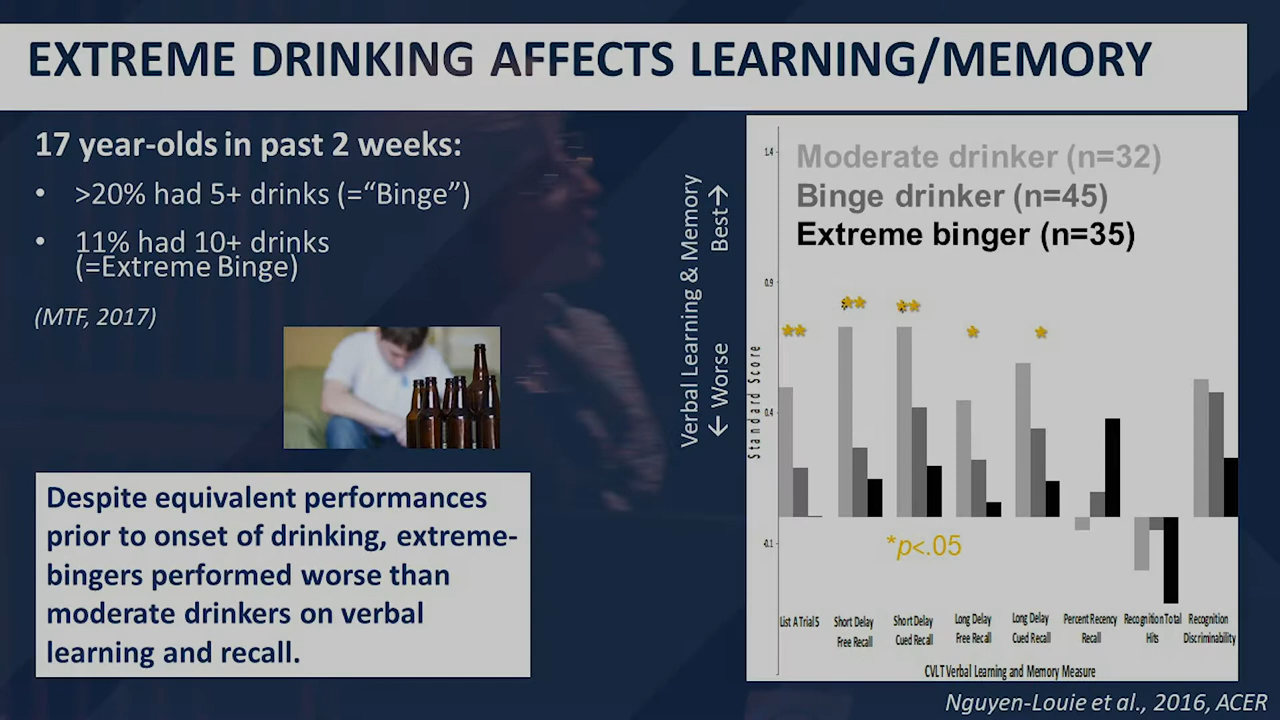 EXTREME DRINKING AFFECTS LEARNING/MEMORY
17 year-olds in past 2 weeks:
• >20% had 5+ drinks (=“Binge”)
• 11% had 10+ drinks
(=Extreme Binge)
(MTF, 2017)
Despite equivalent performances
prior to onset of drinking, extreme-
bingers performed worse than
moderate drinkers on verbal
learning and recall.
Verbal Learning & Memory
← Worse Best→
Moderate drinker (n=32)
Binge drinker (n=45)
Extreme binger (n=35)
Standard Score
1.4
0.9
0.4
-0.1
**
**
**
*
*
*p<.05
List A Trial 5
Short Delay
Free Recall
Short Delay
Cued Recall
Long Delay
Free Recall
Long Delay
Cued Recall
Percent Recency
Recall
Recognition Total
Hits
Recognition
Discriminability
CVLT Verbal Learning and Memory Measure
Nguyen-Louie et al., 2016, ACER